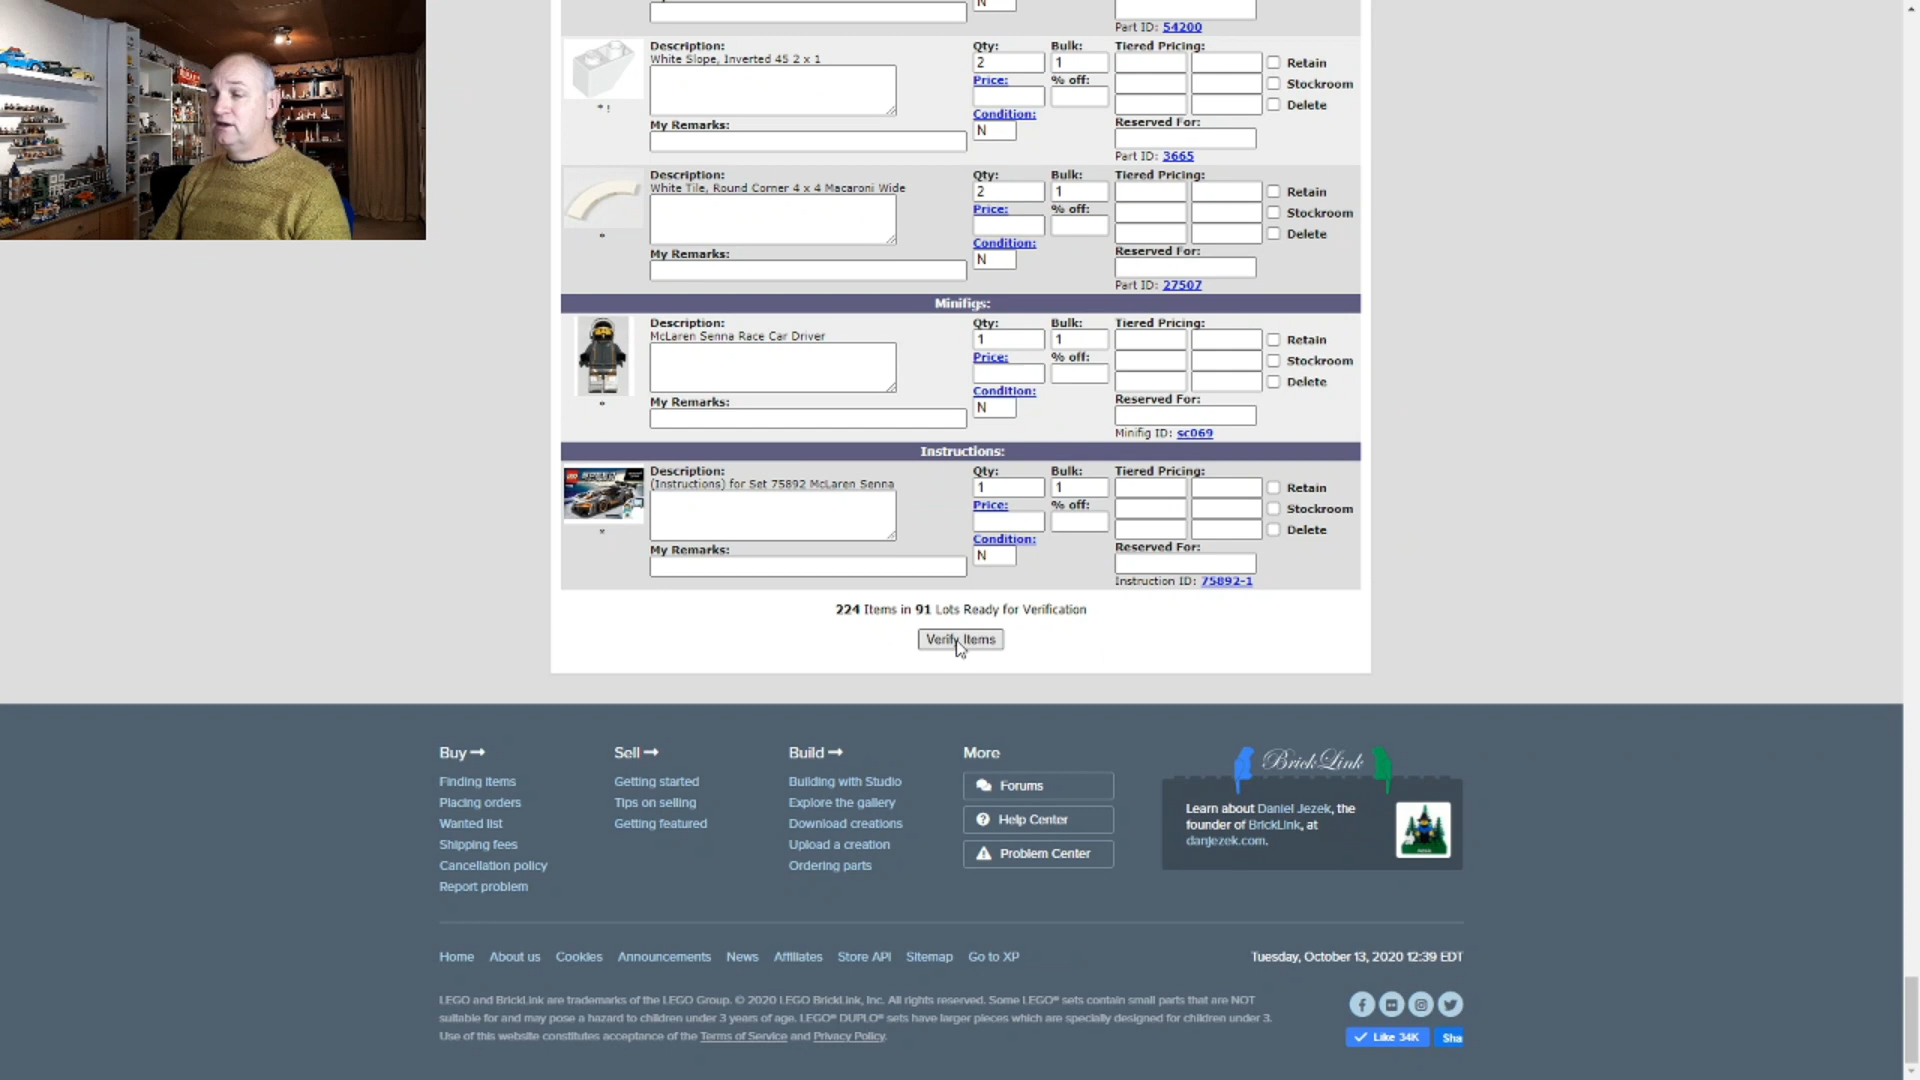 N
Part ID: 54200
Description:
White Slope, Inverted 45 2 x 1
Qty: Bulk: Tiered Pricing:
2 1 Retain
Price: % off: Stockroom
Delete
Condition:
My Remarks: N Reserved For:
Part ID: 3665
Description:
White Tile, Round Corner 4 x 4 Macaroni Wide
Qty: Bulk: Tiered Pricing:
2 1 Retain
Price: % off: Stockroom
Delete
Condition:
My Remarks: N Reserved For:
Part ID: 27507
Minifigs:
Description:
McLaren Senna Race Car Driver
Qty: Bulk: Tiered Pricing:
1 1 Retain
Price: % off: Stockroom
Delete
Condition:
My Remarks: N Reserved For:
Minifig ID: sc069
Instructions:
Description:
(Instructions) for Set 75892 McLaren Senna
Qty: Bulk: Tiered Pricing:
1 1 Retain
Price: % off: Stockroom
Delete
Condition:
My Remarks: N Reserved For:
Instruction ID: 75892-1
224 Items in 91 Lots Ready for Verification
Verify Items
Buy
Finding items
Placing orders
Wanted list
Shipping fees
Cancellation policy
Report problem
Sell
Getting started
Tips on selling
Getting featured
Build
Building with Studio
Explore the gallery
Download creations
Upload a creation
Ordering parts
More
Forums
Help Center
Problem Center
BrickLink
Learn about Daniel Jezek, the
founder of BrickLink, at
danjezek.com.
Home About us Cookies Announcements News Affiliates Store API Sitemap Go to XP
Tuesday, October 13, 2020 12:39 EDT
LEGO and BrickLink are trademarks of the LEGO Group. © 2020 LEGO BrickLink, Inc. All rights reserved. Some LEGO® sets contain small parts that are NOT
suitable for and may pose a hazard to children under 3 years of age. LEGO® DUPLO® sets have larger pieces which are specially designed for children under 3.
Use of this website constitutes acceptance of the Terms of Service and Privacy Policy.
Like 34K Sha